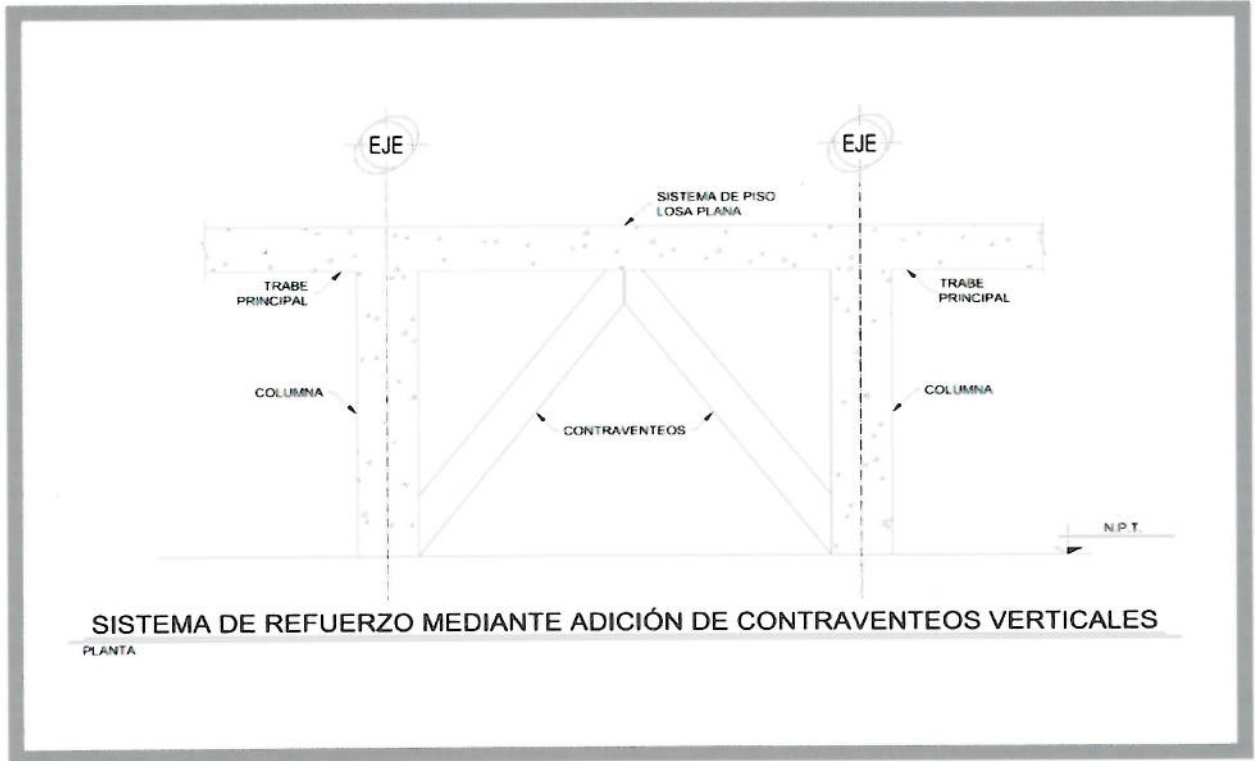 EJE
EJE
SISTEMA DE PISO
LOSA PLANA
TRABE
PRINCIPAL
TRABE
PRINCIPAL
COLUMNA
COLUMNA
CONTRAVENTEOS
N.P.T.
SISTEMA DE REFUERZO MEDIANTE ADICIÓN DE CONTRAVENTEOS VERTICALES
PLANTA